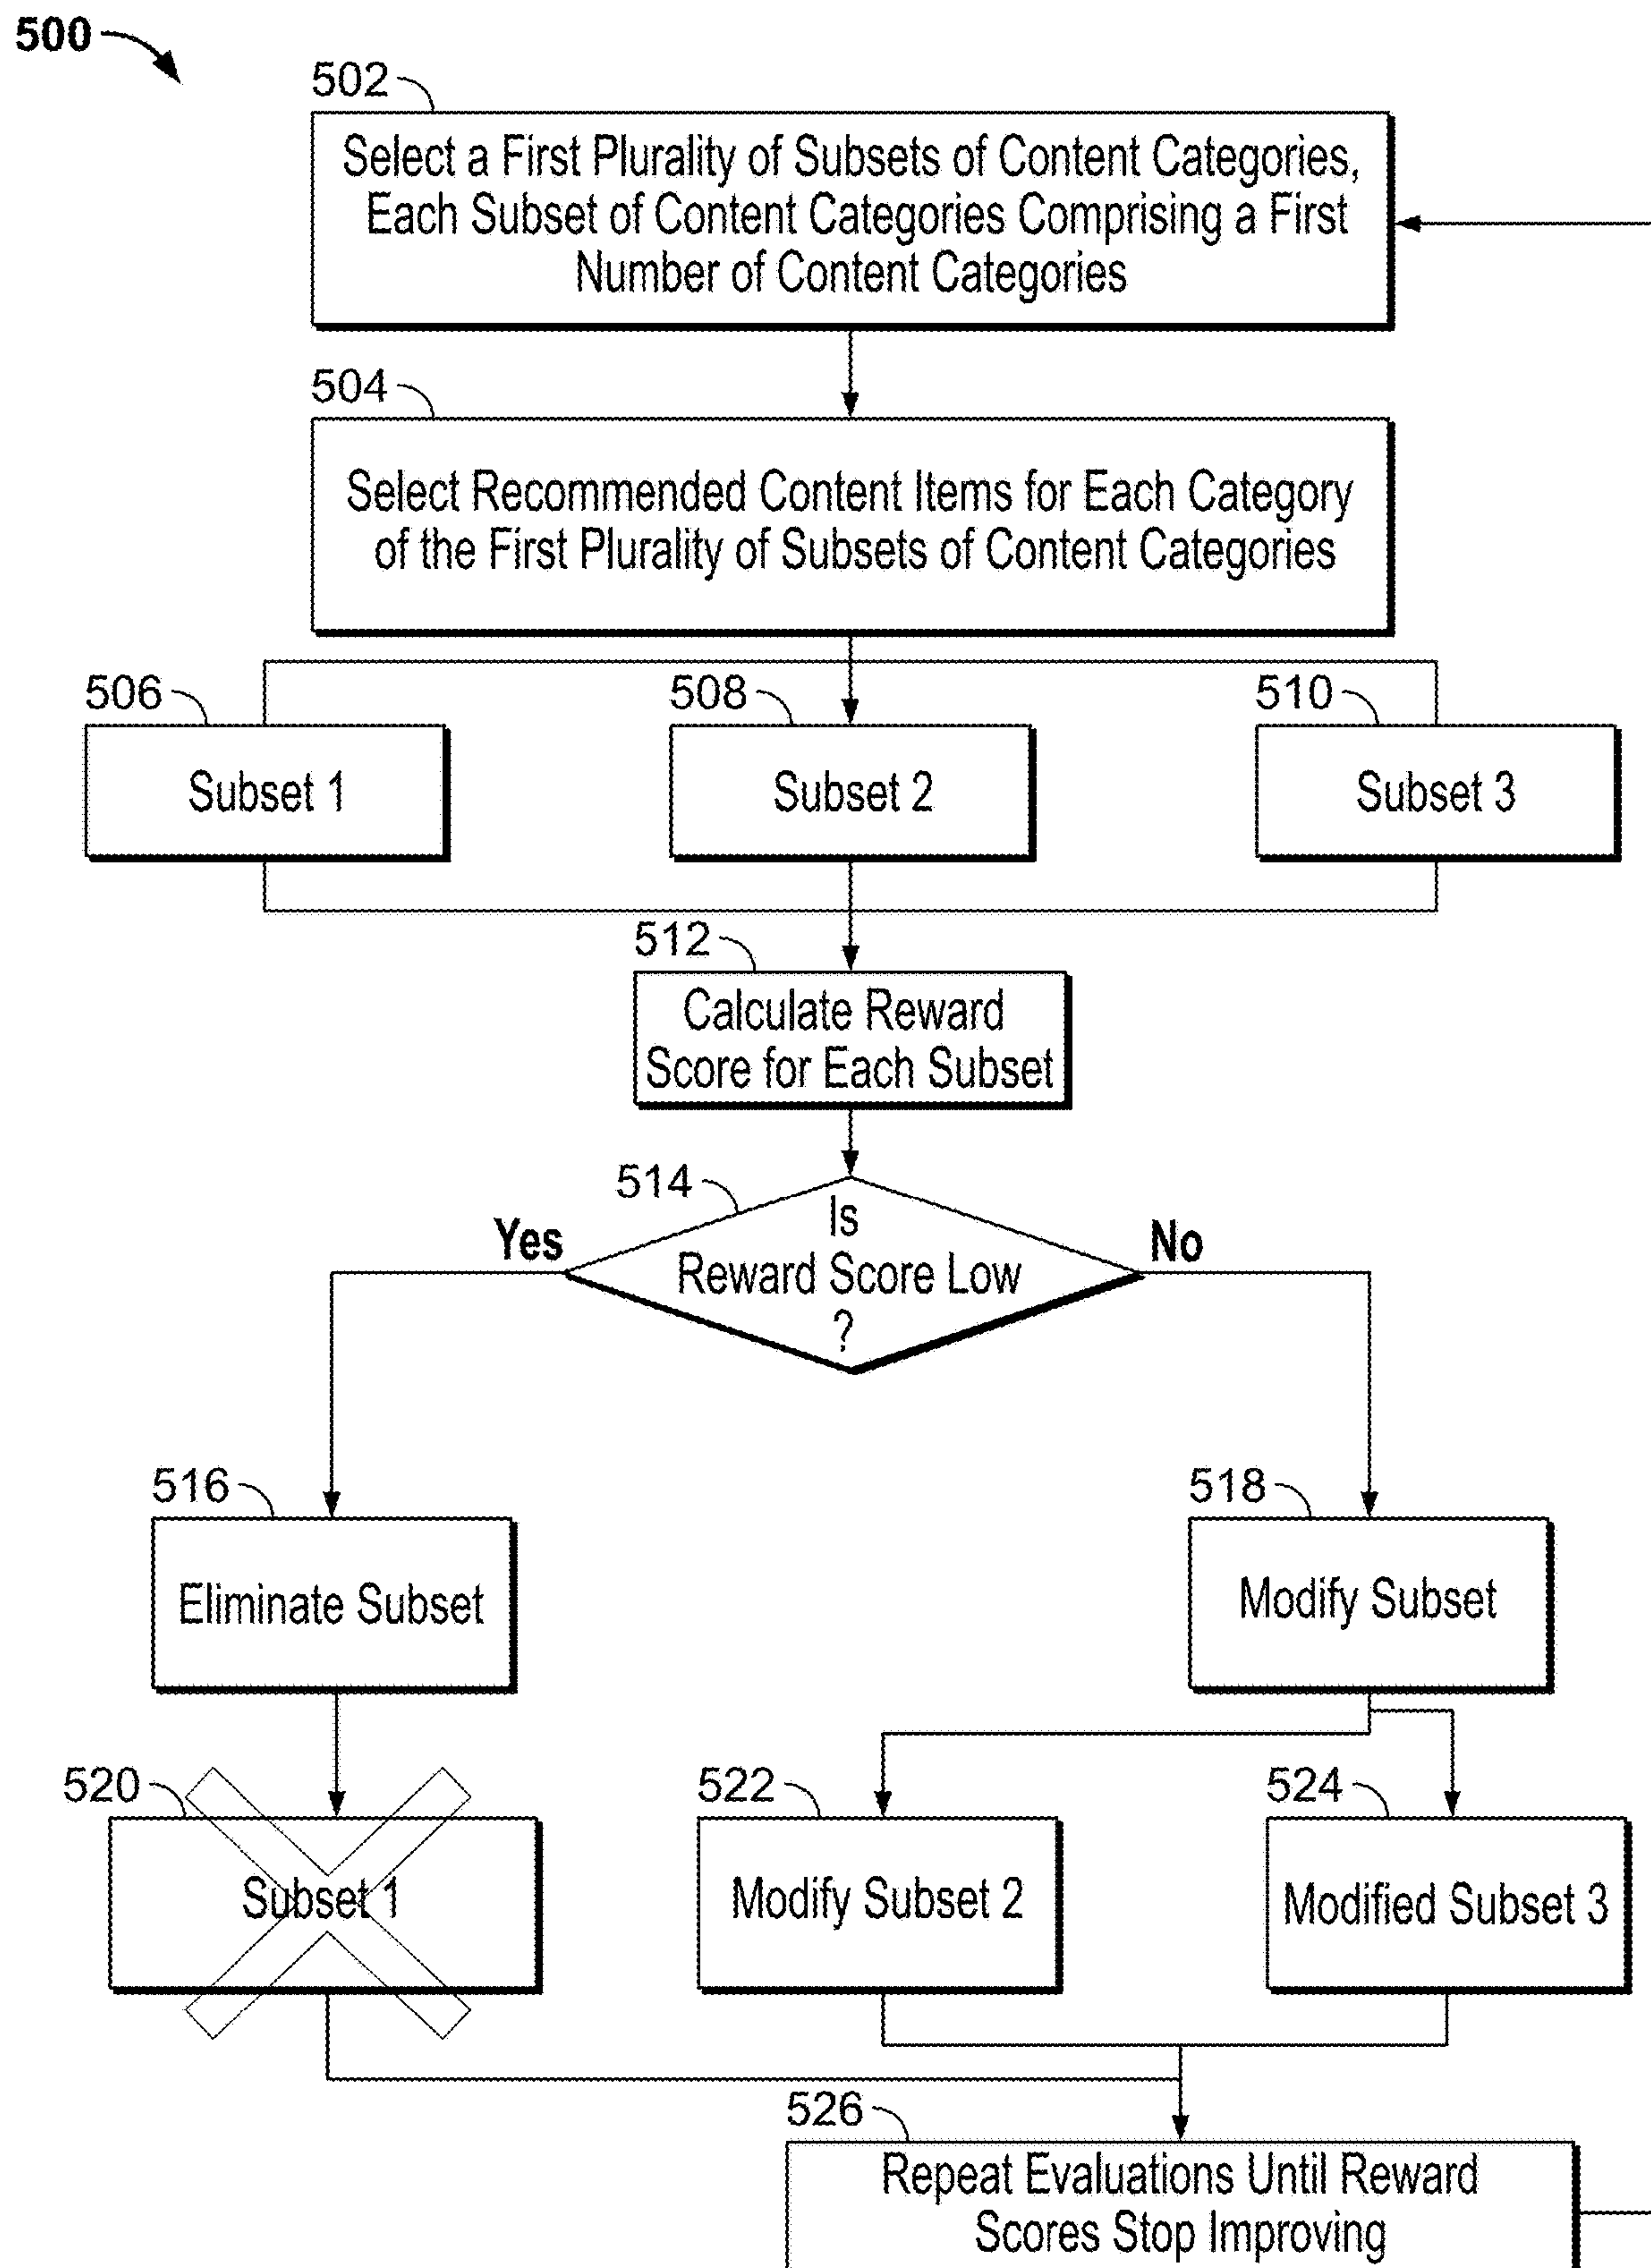 500
502
Select a First Plurality of Subsets of Content Categories,
Each Subset of Content Categories Comprising a First
Number of Content Categories
504
Select Recommended Content Items for Each Category
of the First Plurality of Subsets of Content Categories
506
508
510
Subset 1
Subset 2
Subset 3
512
Calculate Reward
Score for Each Subset
514
Is
Reward Score Low
?
Yes
No
516
518
Eliminate Subset
Modify Subset
520
522
524
Subset 1
Modify Subset 2
Modified Subset 3
526
Repeat Evaluations Until Reward
Scores Stop Improving